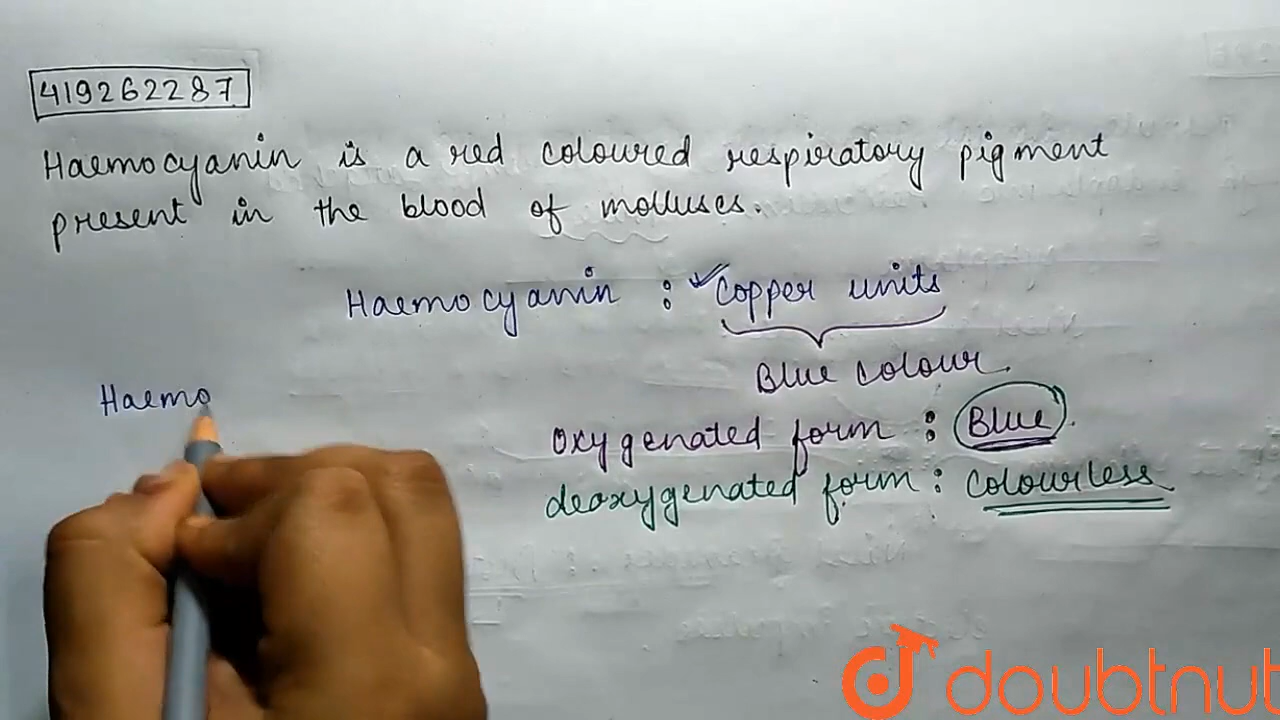 419262287
Haemocyanin is a red coloured respiratory pigment
present in the blood of molluscs.
Haemocyanin : copper units
Blue colour.
oxygenated form : Blue.
deoxygenated form : colourless
Haemo
doubtnut